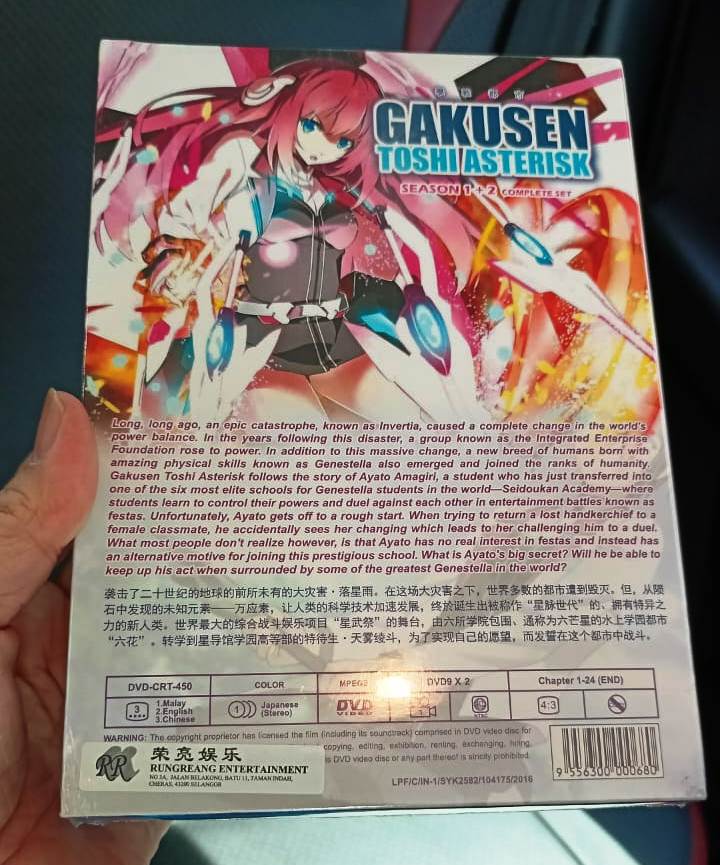 學戰都市
GAKUSEN
TOSHI ASTERISK
SEASON 1+2 COMPLETE SET
Long, long ago, an epic catastrophe, known as Invertia, caused a complete change in the world's
power balance. In the years following this disaster, a group known as the Integrated Enterprise
Foundation rose to power. In addition to this massive change, a new breed of humans born with
amazing physical skills known as Genestella also emerged and joined the ranks of humanity.
Gakusen Toshi Asterisk follows the story of Ayato Amagiri, a student who has just transferred into
one of the six most elite schools for Genestella students in the world—Seidoukan Academy—where
students learn to control their powers and duel against each other in entertainment battles known as
festas. Unfortunately, Ayato gets off to a rough start. When trying to return a lost handkerchief to a
female classmate, he accidentally sees her changing which leads to her challenging him to a duel.
What most people don't realize however, is that Ayato has no real interest in festas and instead has
an alternative motive for joining this prestigious school. What is Ayato's big secret? Will he be able to
keep up his act when surrounded by some of the greatest Genestella in the world?
袭击了二十世纪的地球的前所未有的大灾害·落星雨。在这场大灾害之下，世界多数的都市遭到毁灭。但，从陨
石中发现的未知元素——万应素，让人类的科学技术加速发展，终於诞生出被称作“星脉世代”的、拥有特异之
力的新人类。世界最大的综合战斗娱乐项目“星武祭”的舞台，由六所学院包围、通称为六芒星的水上学园都市
“六花”。转学到星导馆学园高等部的特待生·天雾绫斗，为了实现自己的愿望，而发誓在这个都市中战斗。
DVD-CRT-450 COLOR MPEG2 DVD9 X 2 Chapter 1-24 (END)
3 1.Malay
2.English
3.Chinese
1 Japanese
(Stereo)
DVD
VIDEO
NTSC
4:3
WARNING: The copyright proprietor has licensed the film (including its soundtrack) comprised in DVD video disc for
copying, editing, exhibition, renting, exchanging, hiring,
is DVD video disc or any part thereof is strictly prohibited.
LPF/C/IN-1/SYK2582/104175/2016
9 556300 000680
RR
荣亮娱乐
RUNGREANG ENTERTAINMENT
NO 2A, JALAN BELAKONG, BATU 11, TAMAN INDAH,
CHERAS, 43200 SELANGOR